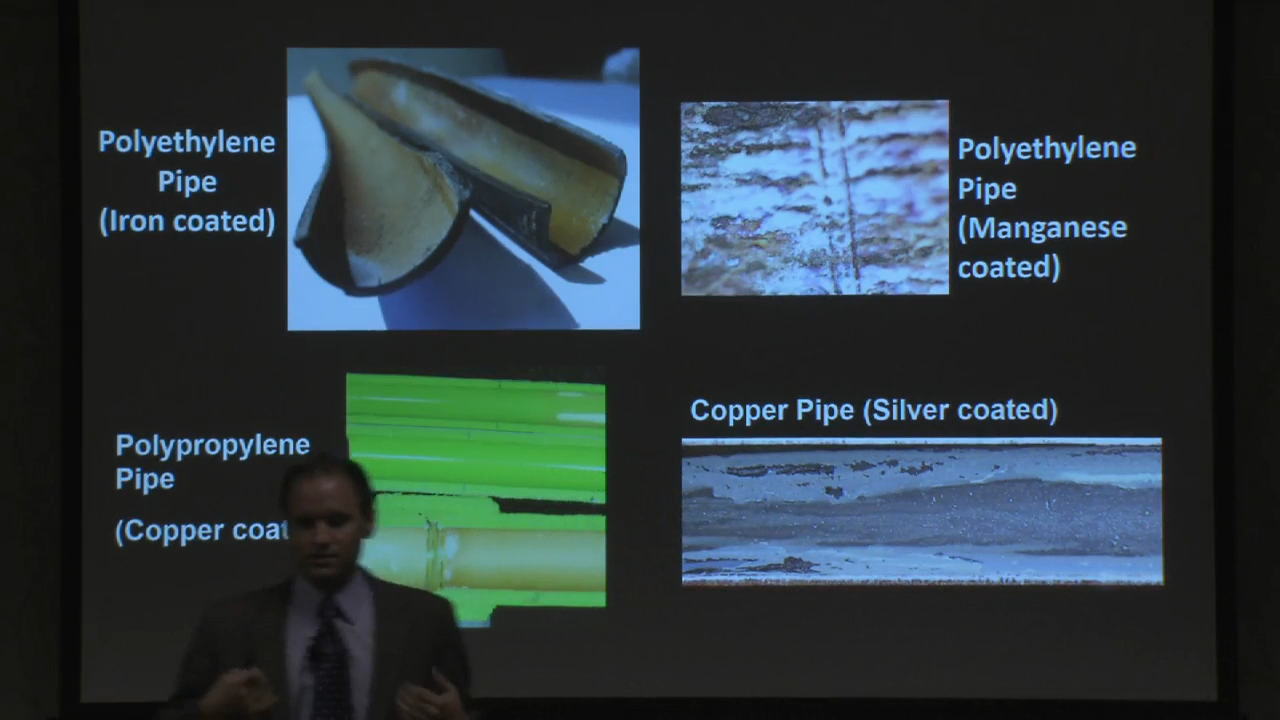 Polyethylene
Pipe
(Iron coated)
Polyethylene
Pipe
(Manganese
coated)
Polypropylene
Pipe
(Copper coat
Copper Pipe (Silver coated)